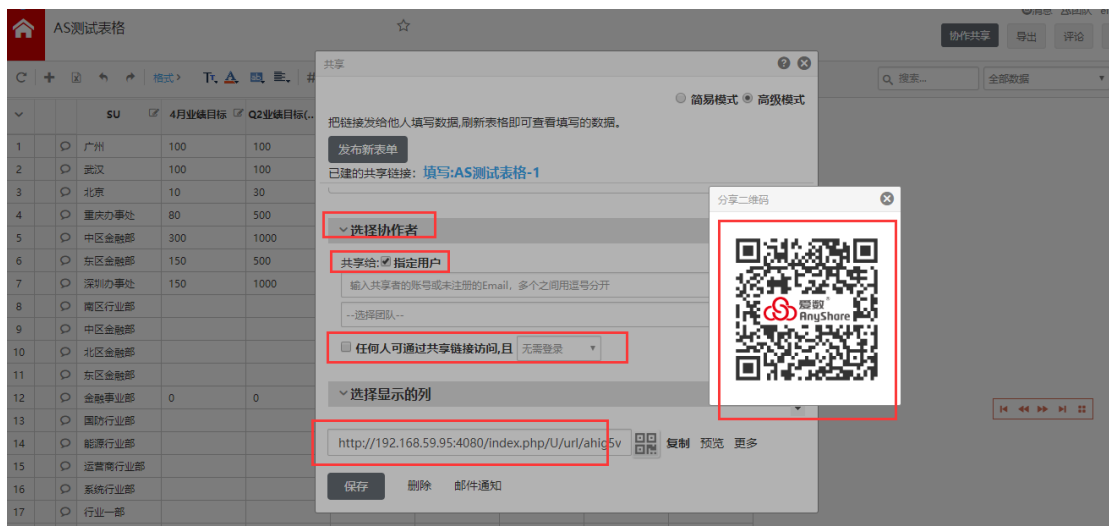 消息
AS测试表格
协作共享 导出 评论
格式
搜索...
全部数据
SU 4月业绩目标 Q2业绩目标(..
1 广州 100 100
2 武汉 100 100
3 北京 10 30
4 重庆办事处 80 500
5 中区金融部 300 1000
6 东区金融部 150 500
7 深圳办事处 150 1000
8 南区行业部
9 中区金融部
10 北区金融部
11 东区金融部
12 金融事业部 0 0
13 国防行业部
14 能源行业部
15 运营商行业部
16 系统行业部
17 行业一部
共享
简易模式 高级模式
把链接发给他人填写数据,刷新表格即可查看填写的数据。
发布新表单
已建的共享链接：填写:AS测试表格-1
选择协作者
共享给: 指定用户
输入共享者的账号或未注册的Email，多个之间用逗号分开
--选择团队--
任何人可通过共享链接访问,且 无需登录
选择显示的列
http://192.168.59.95:4080/index.php/U/url/ahig5v 复制 预览 更多
保存 删除 邮件通知
分享二维码
爱数
AnyShare